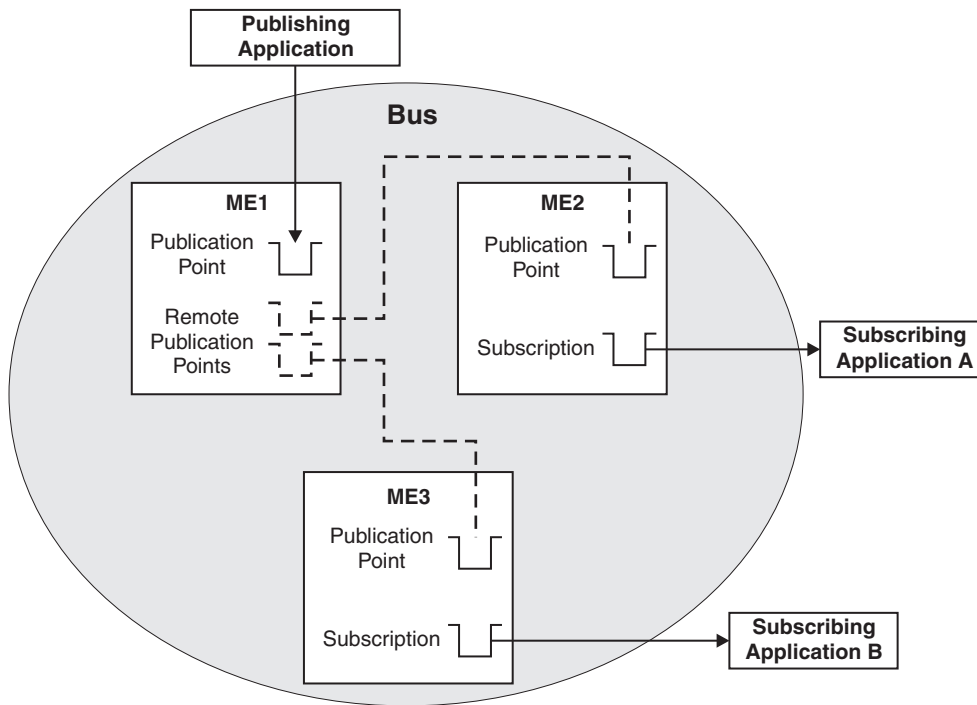 Publishing
Application
Bus
ME1
Publication
Point
Remote
Publication
Points
ME2
Publication
Point
Subscription
Subscribing
Application A
ME3
Publication
Point
Subscription
Subscribing
Application B